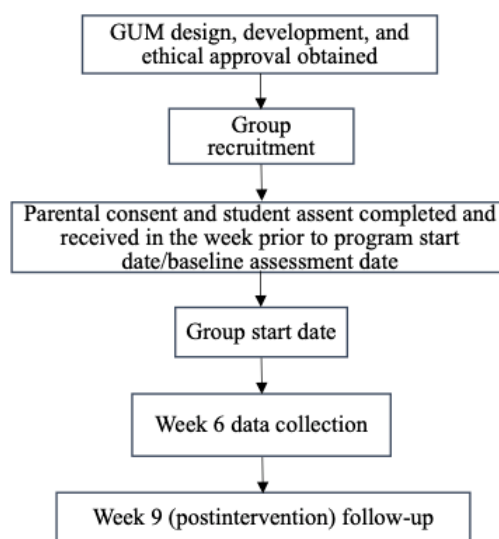 GUM design, development, and
ethical approval obtained
Group
recruitment
Parental consent and student assent completed and
received in the week prior to program start
date/baseline assessment date
Group start date
Week 6 data collection
Week 9 (postintervention) follow-up